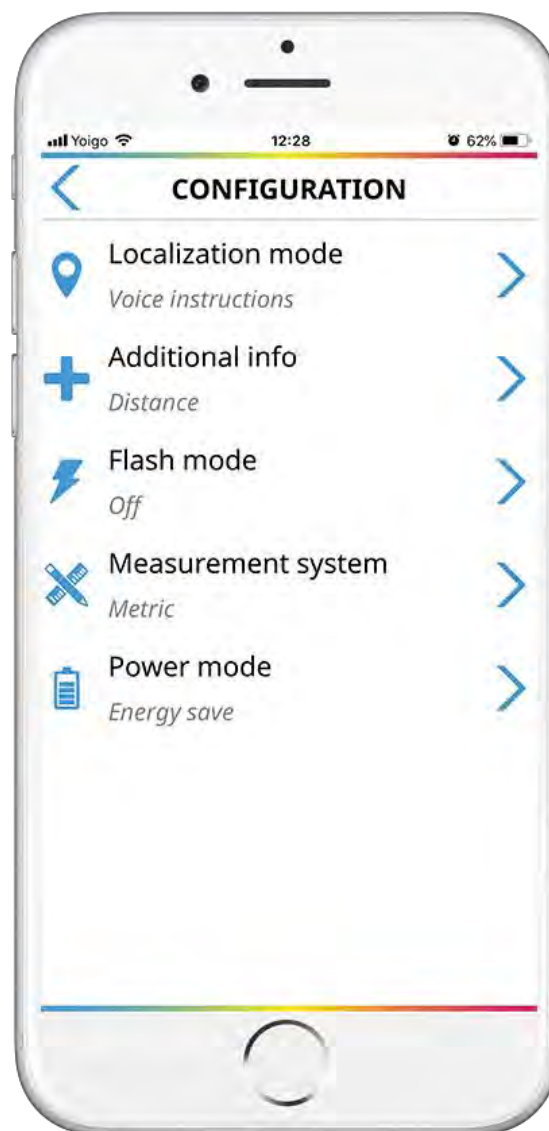 Yoigo 12:28 62%
CONFIGURATION
Localization mode
Voice instructions
Additional info
Distance
Flash mode
Off
Measurement system
Metric
Power mode
Energy save